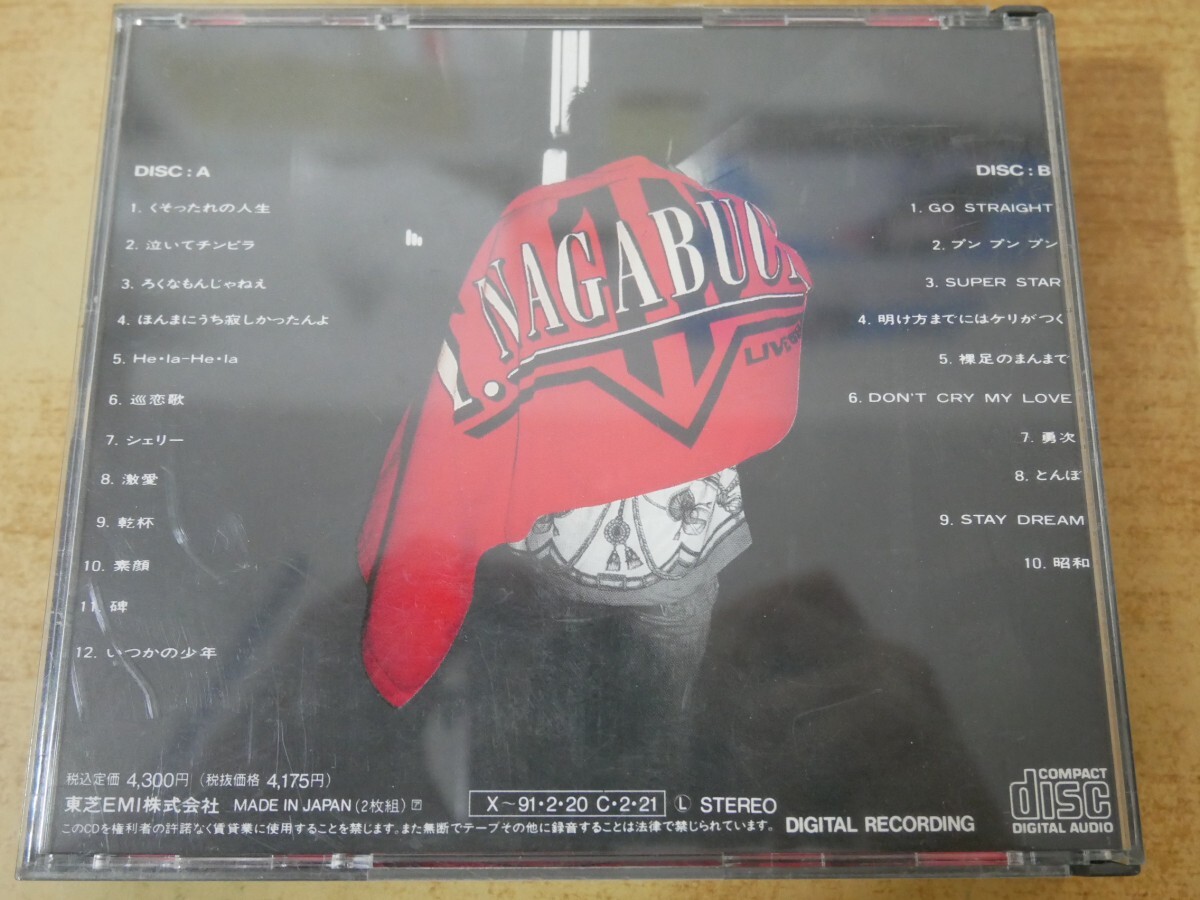 DISC : A
1. くそったれの人生
2. 泣いてチンピラ
3. ろくなもんじゃねえ
4. ほんまにうち寂しかったんよ
5. He・la-He・la
6. 巡恋歌
7. シェリー
8. 激愛
9. 乾杯
10. 素顔
11. 碑
12. いつかの少年
Y. NAGABUC
LIVE
DISC : B
1. GO STRAIGHT
2. ブン ブン ブン
3. SUPER STAR
4. 明け方までにはケリがつく
5. 裸足のまんまで
6. DON'T CRY MY LOVE
7. 勇次
8. とんぼ
9. STAY DREAM
10. 昭和
税込定価 4,300円 (税抜価格 4,175円)
東芝EMI株式会社 MADE IN JAPAN (2枚組)
X〜91・2・20 C・2・21 Ⓛ STEREO
このCDを権利者の許諾なく賃貸業に使用することを禁じます。また無断でテープその他に録音することは法律で禁じられています。
DIGITAL RECORDING
COMPACT
disc
DIGITAL AUDIO